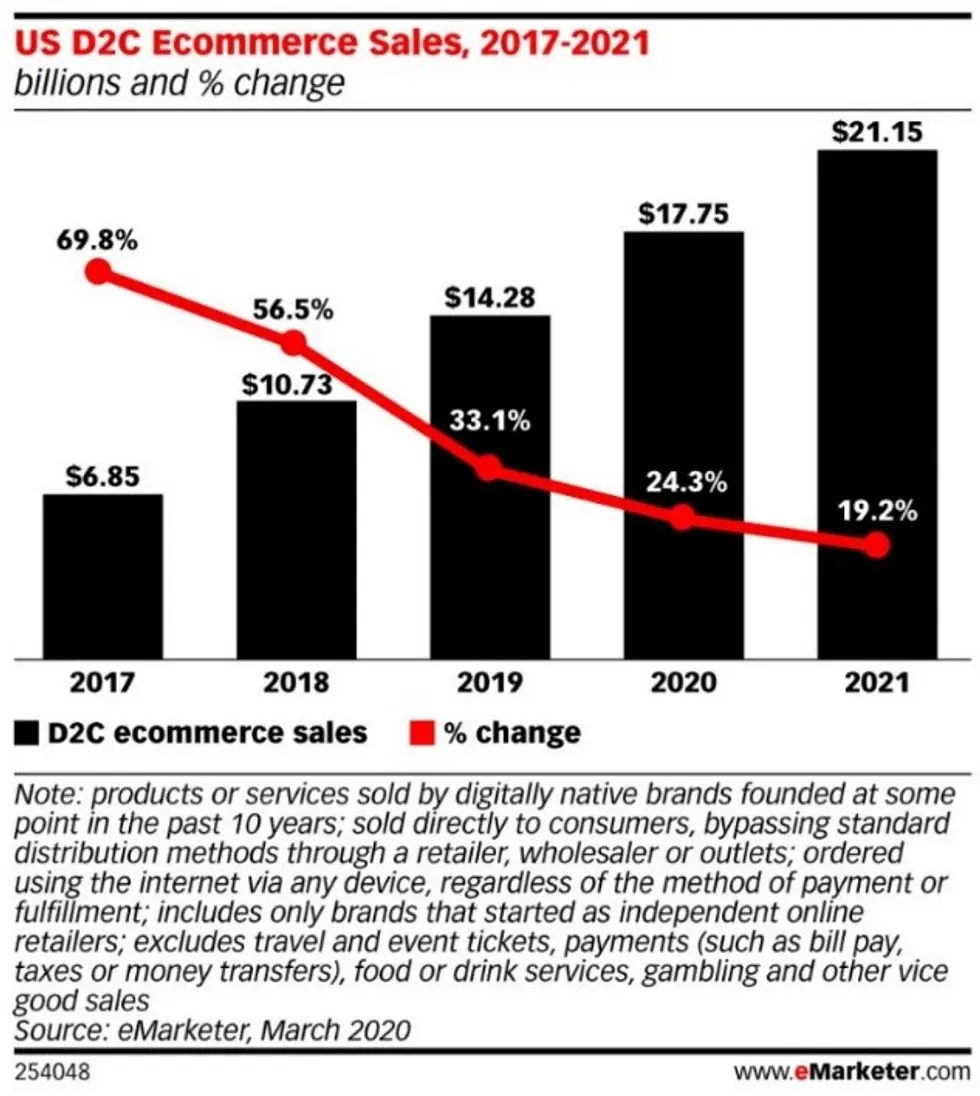 US D2C Ecommerce Sales, 2017-2021
billions and % change
$21.15
$17.75
69.8%
56.5%
$14.28
$10.73
33.1%
$6.85
24.3%
19.2%
2017 2018 2019 2020 2021
D2C ecommerce sales % change
Note: products or services sold by digitally native brands founded at some
point in the past 10 years; sold directly to consumers, bypassing standard
distribution methods through a retailer, wholesaler or outlets; ordered
using the internet via any device, regardless of the method of payment or
fulfillment; includes only brands that started as independent online
retailers; excludes travel and event tickets, payments (such as bill pay,
taxes or money transfers), food or drink services, gambling and other vice
good sales
Source: eMarketer, March 2020
254048 www.eMarketer.com